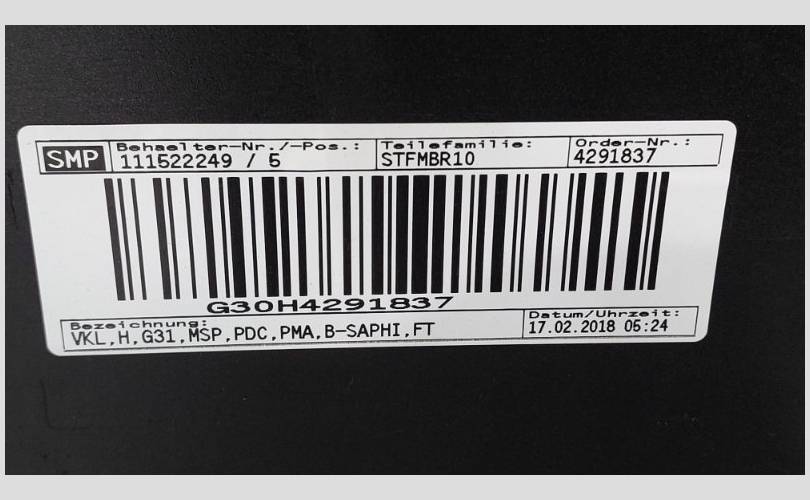 SMP
Behaelter-Nr./-Pos.: Teilefamilie: Order-Nr.:
111522249 / 5 STFMBR10 4291837
G30H4291837
Bezeichnung: Datum/Uhrzeit:
VKL,H,G31,MSP,PDC,PMA,B-SAPHI,FT 17.02.2018 05:24